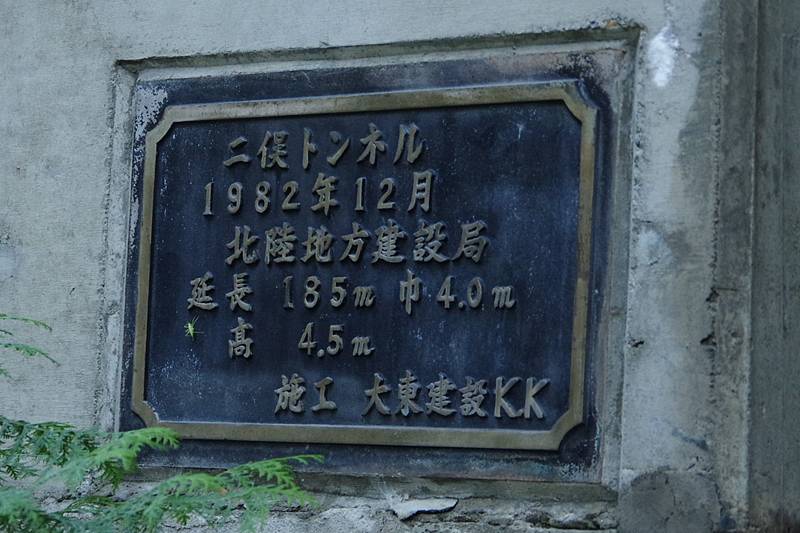 二俣トンネル
1982年12月
北陸地方建設局
延長 185m 巾4.0m
高 4.5m
施工 大東建設K.K